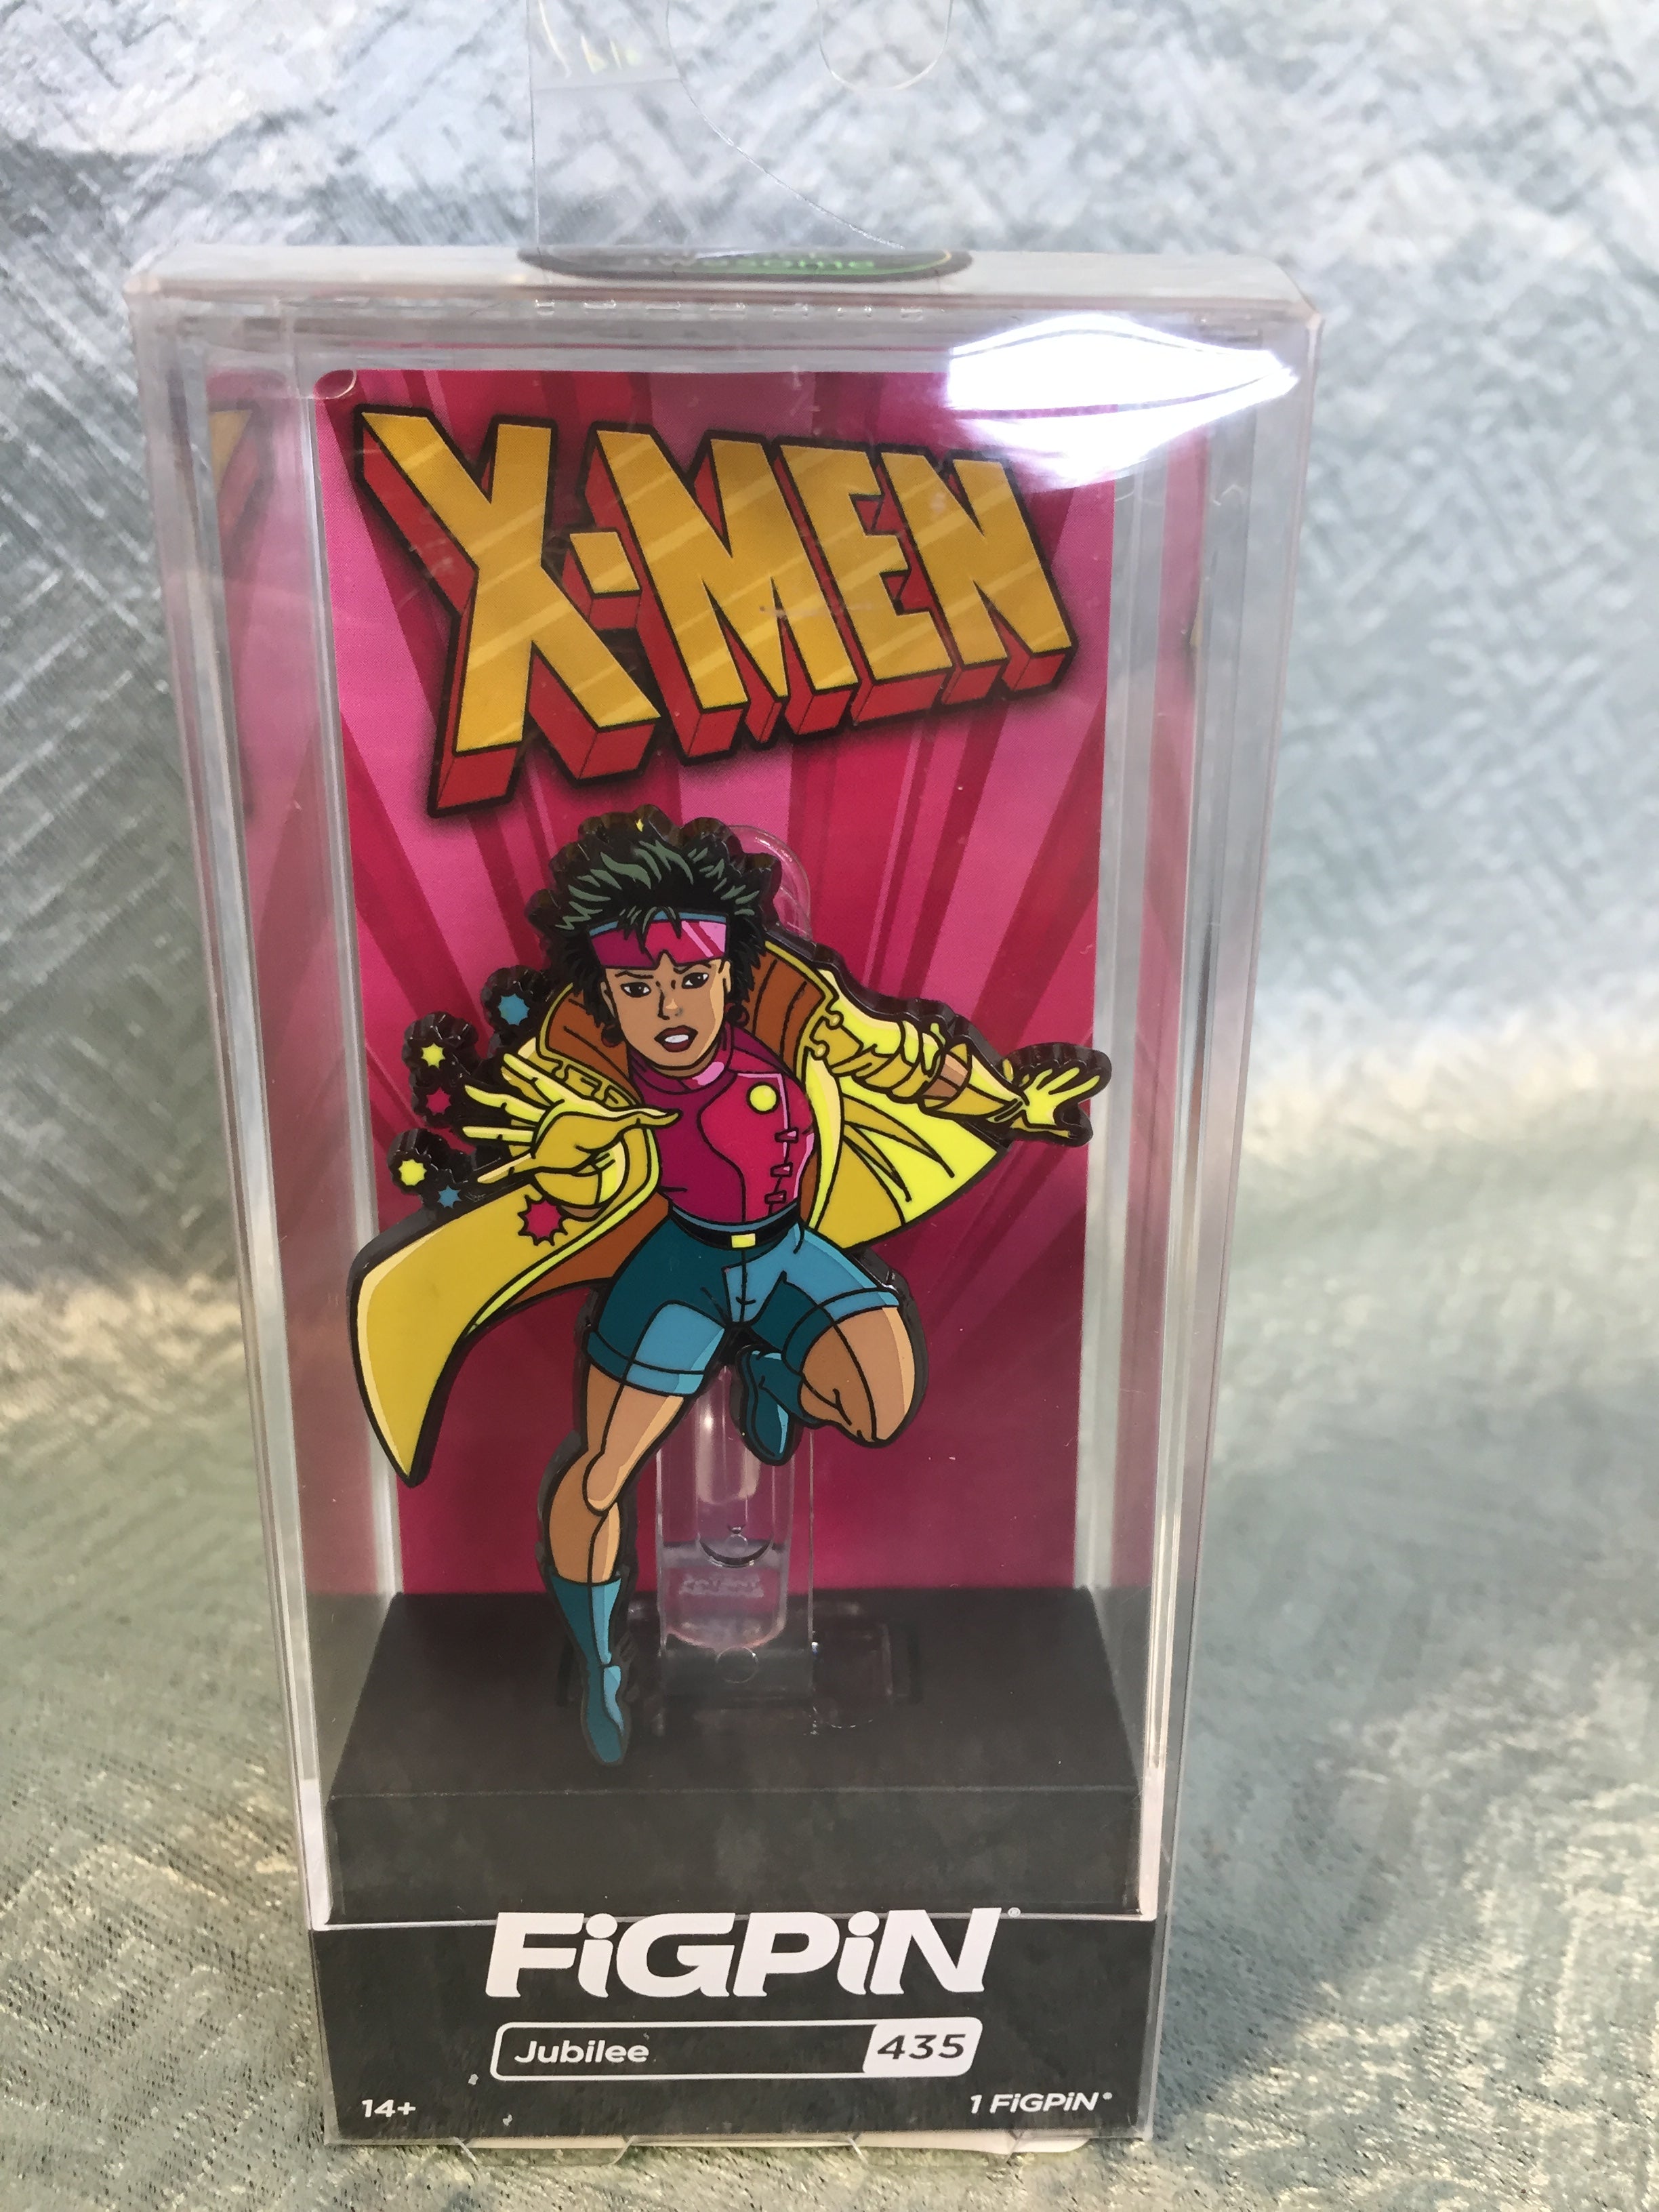 X-MEN
FiGPiN®
Jubilee 435
14+ 1 FiGPiN®